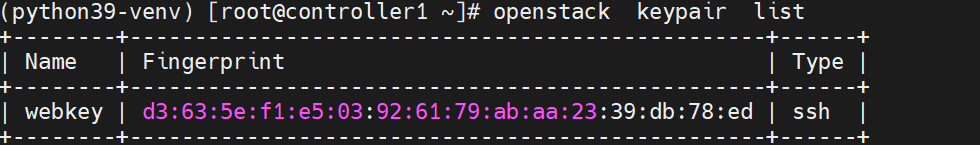 (python39-venv) [root@controller1 ~]# openstack  keypair  list
+--------+-------------------------------------------------+------+
| Name   | Fingerprint                                     | Type |
+--------+-------------------------------------------------+------+
| webkey | d3:63:5e:f1:e5:03:92:61:79:ab:aa:23:39:db:78:ed | ssh  |
+--------+-------------------------------------------------+------+